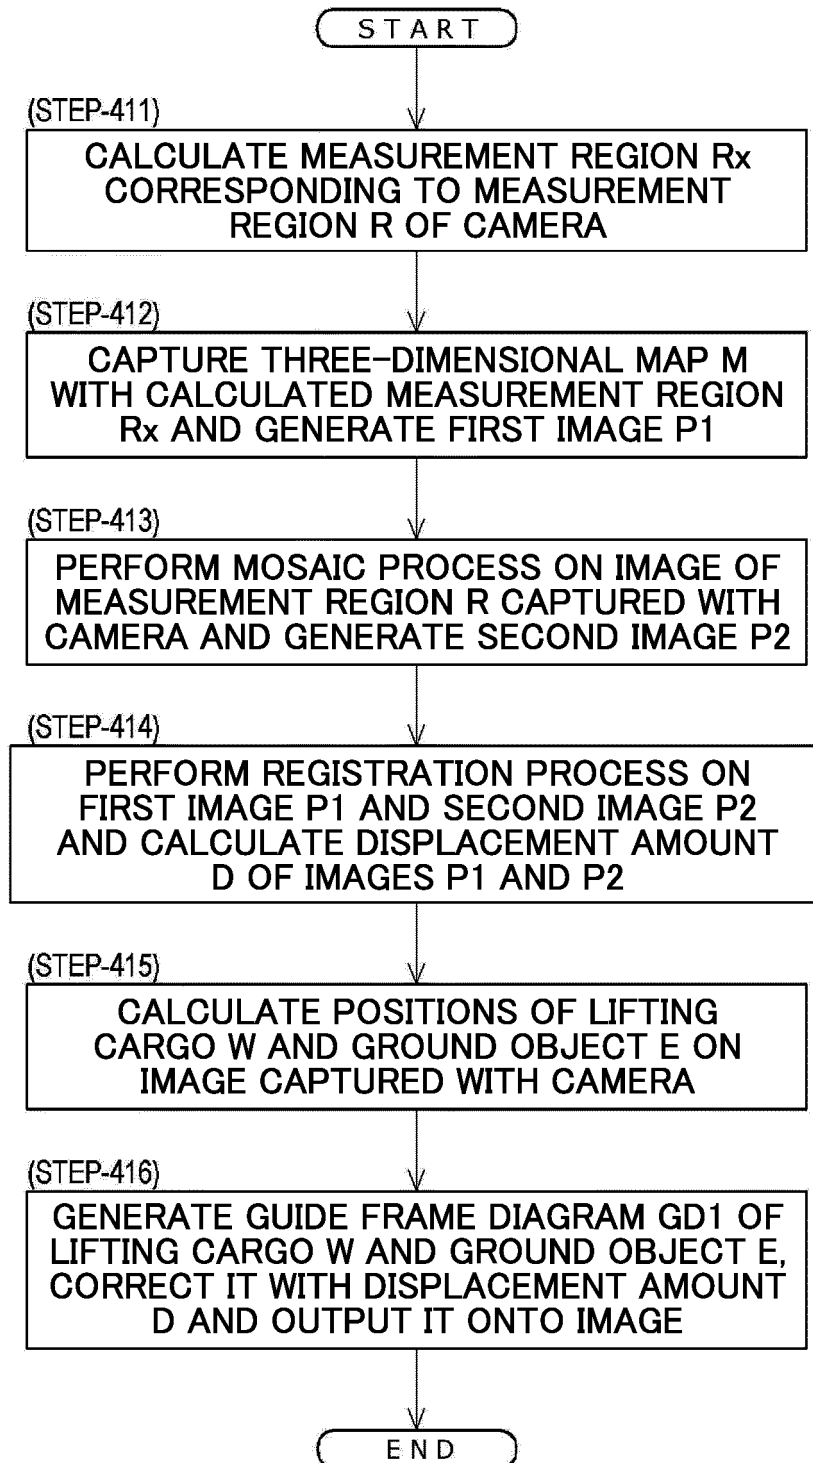 START
(STEP-411)
CALCULATE MEASUREMENT REGION Rx
CORRESPONDING TO MEASUREMENT
REGION R OF CAMERA
(STEP-412)
CAPTURE THREE-DIMENSIONAL MAP M
WITH CALCULATED MEASUREMENT REGION
Rx AND GENERATE FIRST IMAGE P1
(STEP-413)
PERFORM MOSAIC PROCESS ON IMAGE OF
MEASUREMENT REGION R CAPTURED WITH
CAMERA AND GENERATE SECOND IMAGE P2
(STEP-414)
PERFORM REGISTRATION PROCESS ON
FIRST IMAGE P1 AND SECOND IMAGE P2
AND CALCULATE DISPLACEMENT AMOUNT
D OF IMAGES P1 AND P2
(STEP-415)
CALCULATE POSITIONS OF LIFTING
CARGO W AND GROUND OBJECT E ON
IMAGE CAPTURED WITH CAMERA
(STEP-416)
GENERATE GUIDE FRAME DIAGRAM GD1 OF
LIFTING CARGO W AND GROUND OBJECT E,
CORRECT IT WITH DISPLACEMENT AMOUNT
D AND OUTPUT IT ONTO IMAGE
END